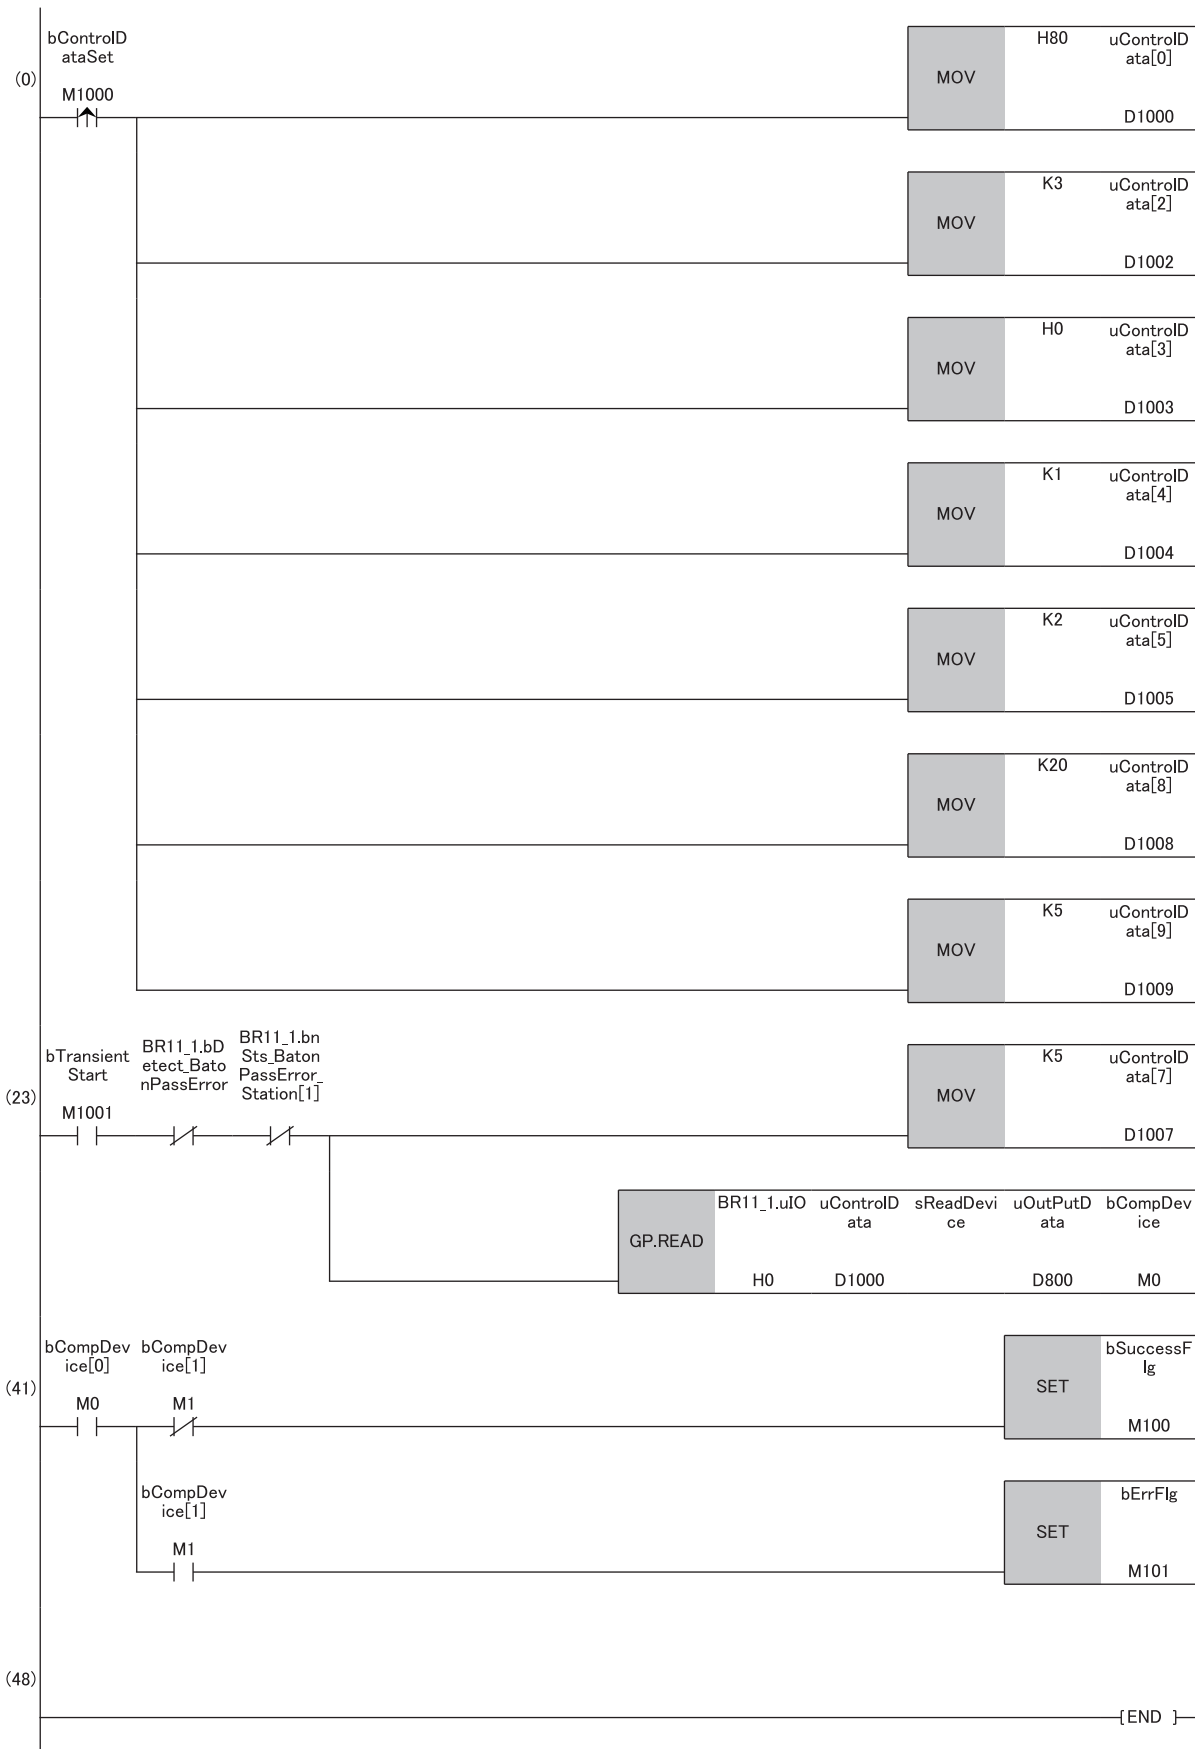 bControlD
ataSet
(0)
M1000
MOV
H80
uControlD
ata[0]
D1000
MOV
K3
uControlD
ata[2]
D1002
MOV
H0
uControlD
ata[3]
D1003
MOV
K1
uControlD
ata[4]
D1004
MOV
K2
uControlD
ata[5]
D1005
MOV
K20
uControlD
ata[8]
D1008
MOV
K5
uControlD
ata[9]
D1009
(23)
bTransient
Start
M1001
BR11_1.bD
etect_Bato
nPassError
BR11_1.bn
Sts_Baton
PassError_
Station[1]
MOV
K5
uControlD
ata[7]
D1007
GP.READ
BR11_1.uIO
H0
uControlD
ata
D1000
sReadDevi
ce
uOutPutD
ata
D800
bCompDev
ice
M0
(41)
bCompDev
ice[0]
M0
bCompDev
ice[1]
M1
SET
bSuccessF
lg
M100
bCompDev
ice[1]
M1
SET
bErrFlg
M101
(48)
[END ]